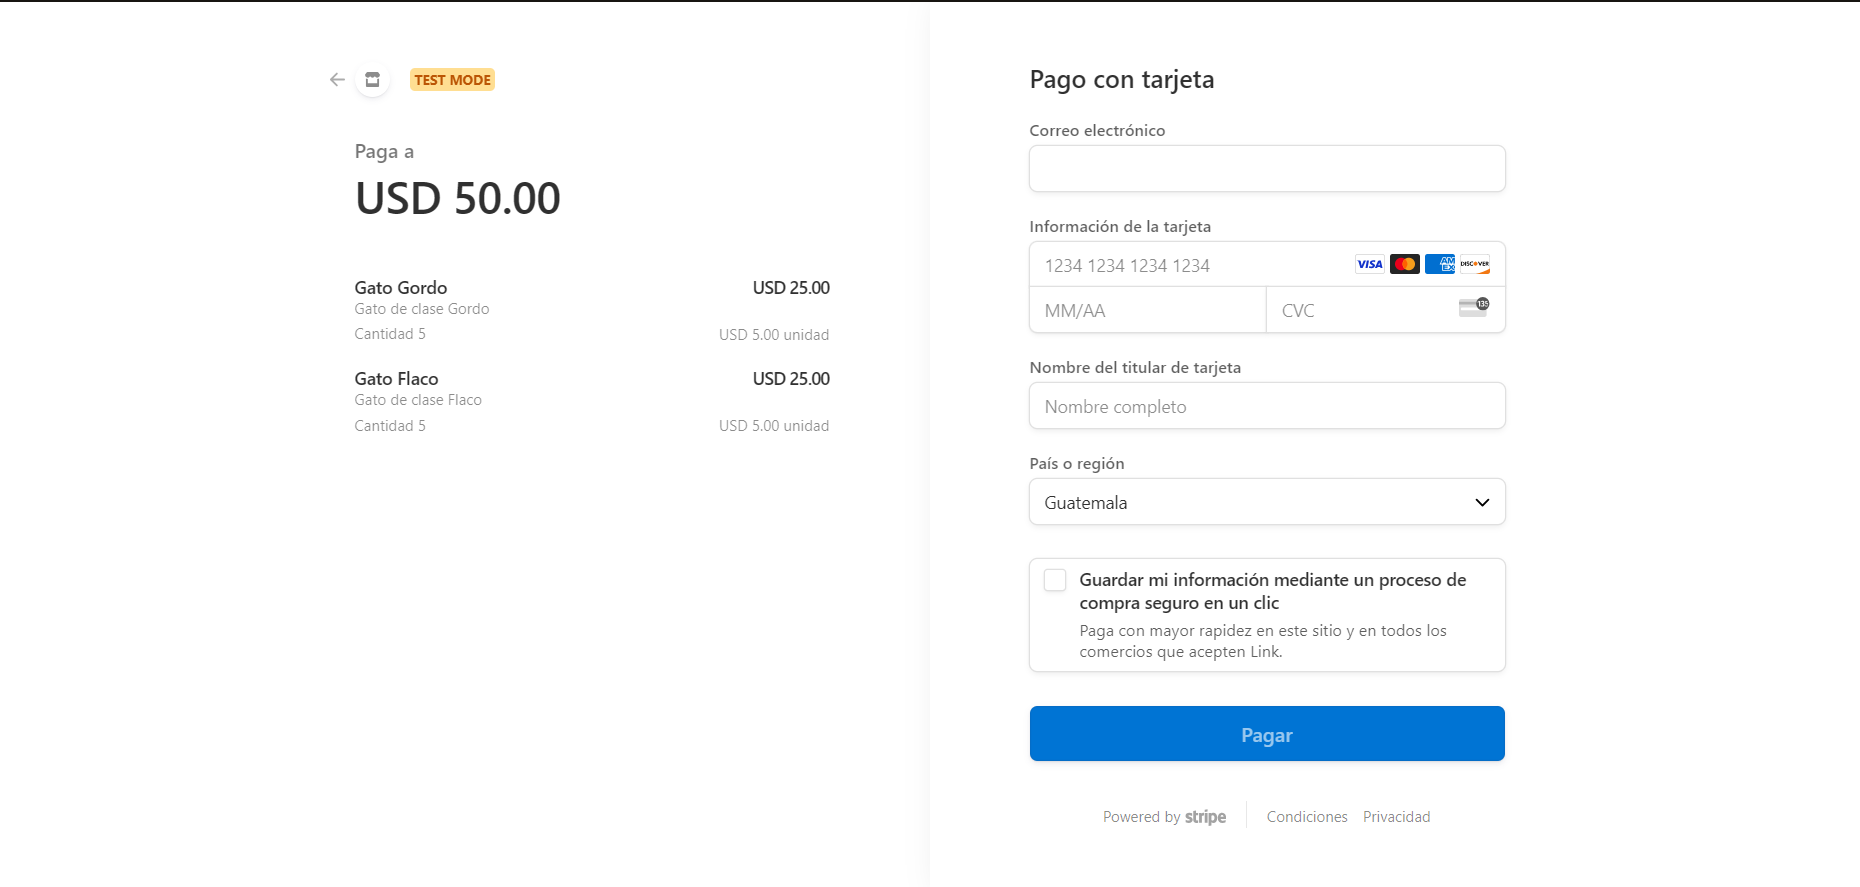 TEST MODE
Paga a
USD 50.00
Gato Gordo USD 25.00
Gato de clase Gordo
Cantidad 5 USD 5.00 unidad
Gato Flaco USD 25.00
Gato de clase Flaco
Cantidad 5 USD 5.00 unidad
Pago con tarjeta
Correo electrónico
Información de la tarjeta
1234 1234 1234 1234 VISA AM EX DISCOVER
MM/AA CVC 135
Nombre del titular de tarjeta
Nombre completo
País o región
Guatemala
Guardar mi información mediante un proceso de
compra seguro en un clic
Paga con mayor rapidez en este sitio y en todos los
comercios que acepten Link.
Pagar
Powered by stripe Condiciones Privacidad